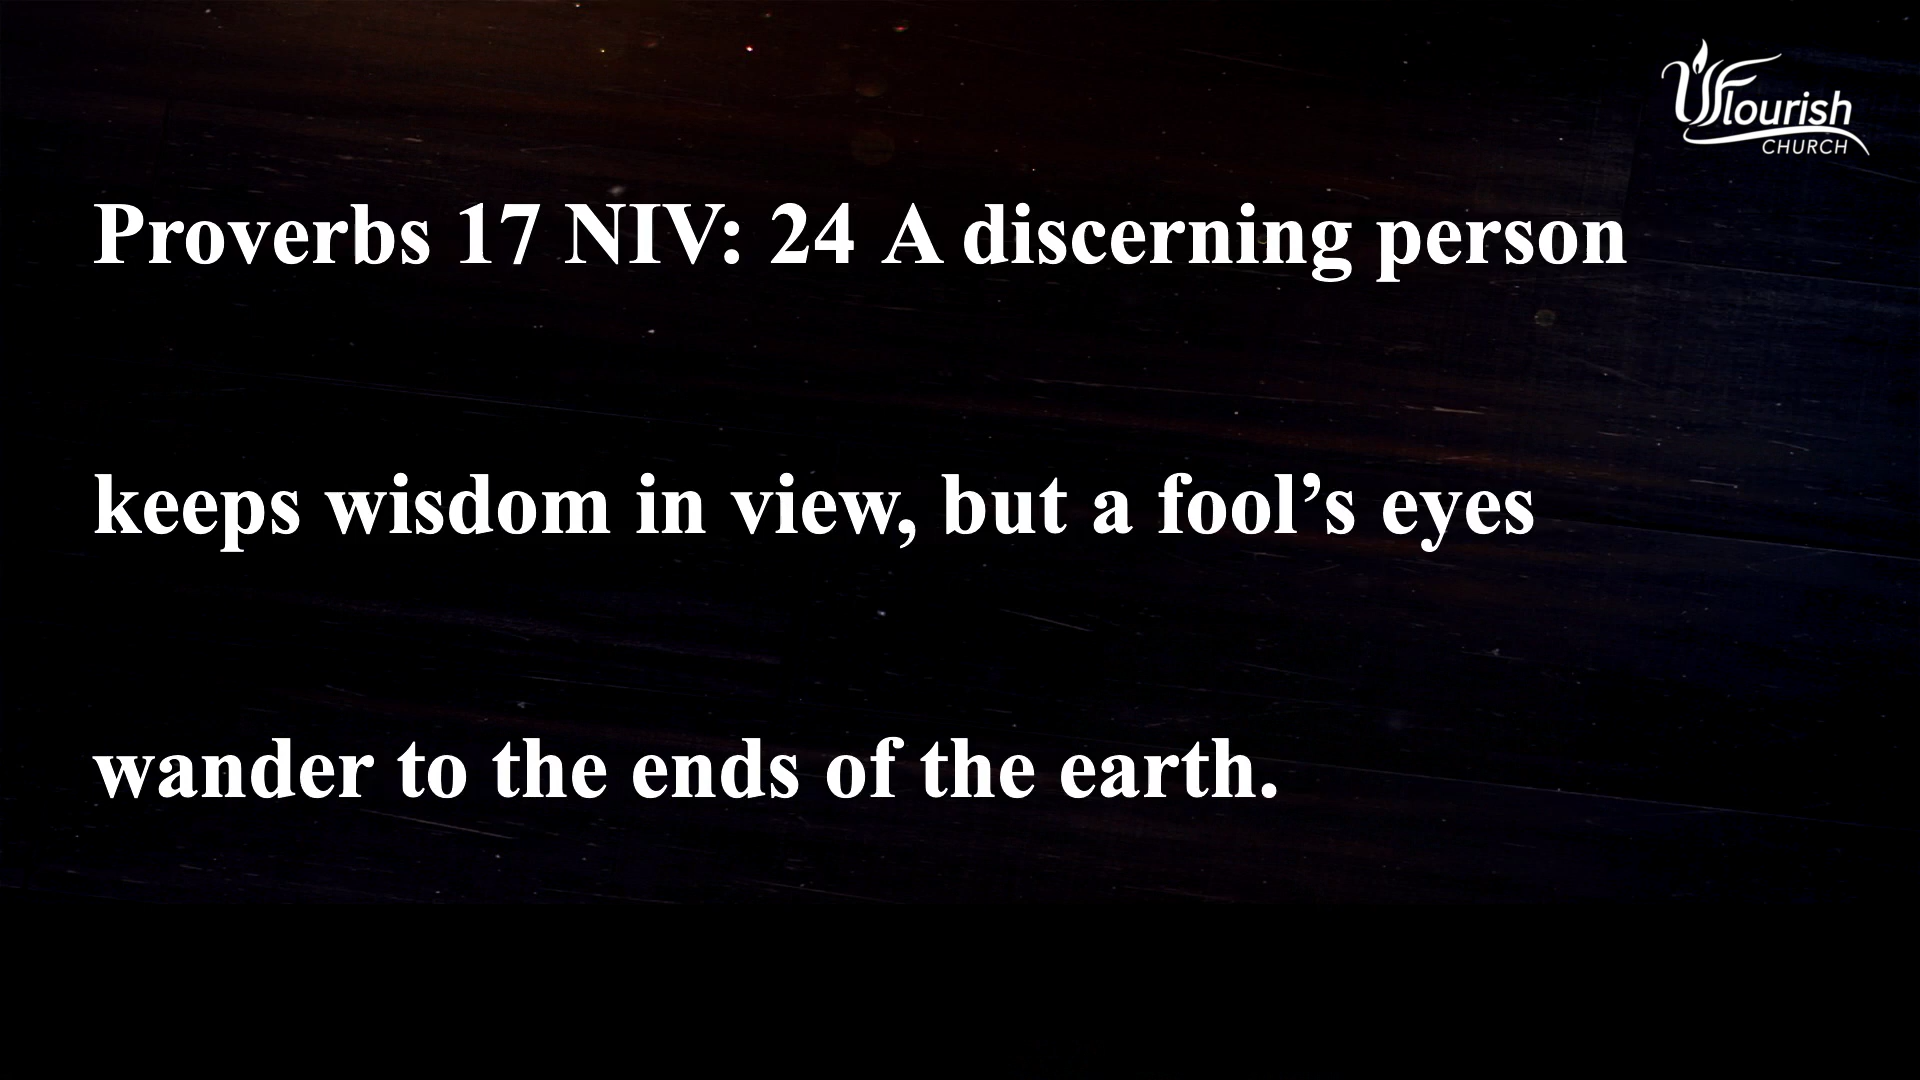 Flourish
CHURCH
Proverbs 17 NIV: 24 A discerning person
keeps wisdom in view, but a fool’s eyes
wander to the ends of the earth.